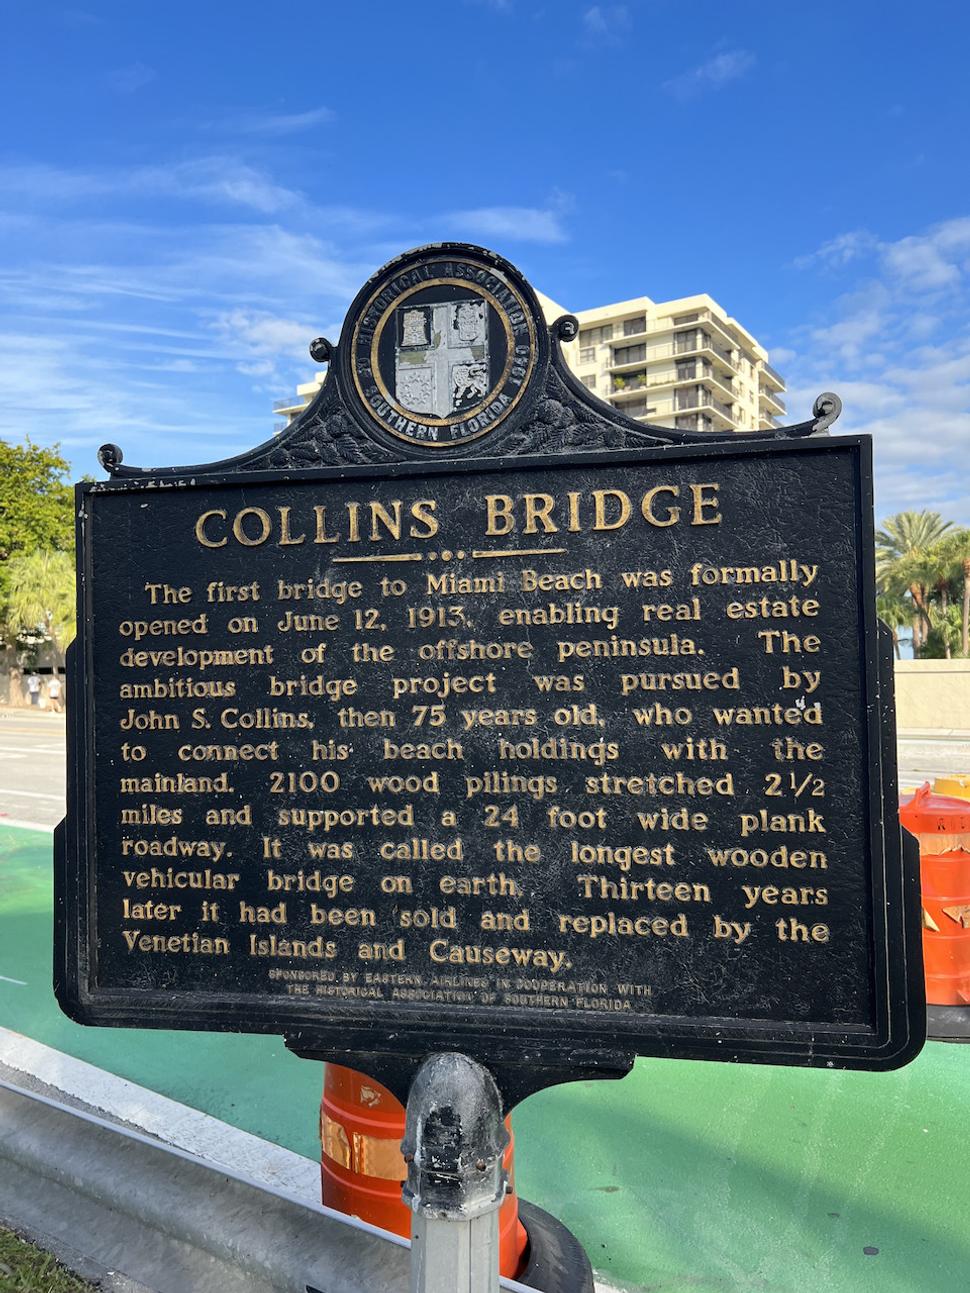 HISTORICAL ASSOCIATION OF SOUTHERN FLORIDA
COLLINS BRIDGE
The first bridge to Miami Beach was formally
opened on June 12, 1913, enabling real estate
development of the offshore peninsula. The
ambitious bridge project was pursued by
John S. Collins, then 75 years old, who wanted
to connect his beach holdings with the
mainland. 2100 wood pilings stretched 2 1/2
miles and supported a 24 foot wide plank
roadway. It was called the longest wooden
vehicular bridge on earth. Thirteen years
later it had been sold and replaced by the
Venetian Islands and Causeway.
SPONSORED BY EASTERN AIRLINES IN COOPERATION WITH
THE HISTORICAL ASSOCIATION OF SOUTHERN FLORIDA